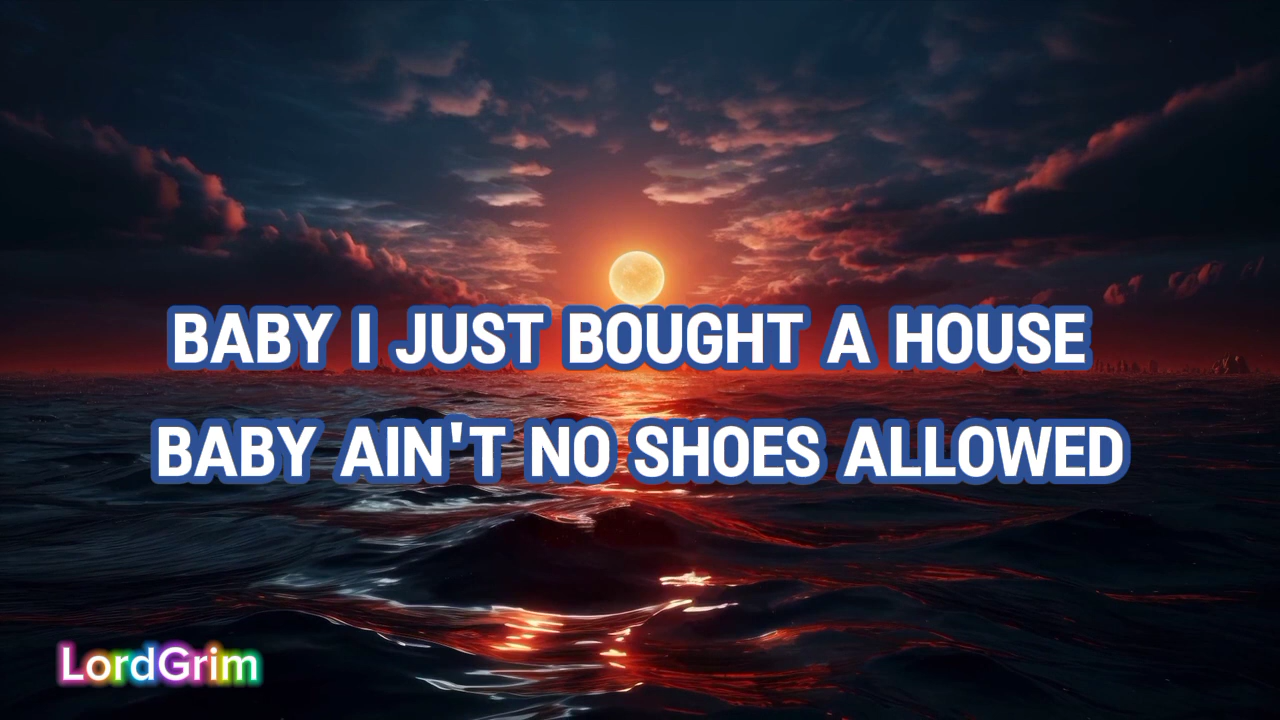 BABY I JUST BOUGHT A HOUSE
BABY AIN'T NO SHOES ALLOWED
LordGrim